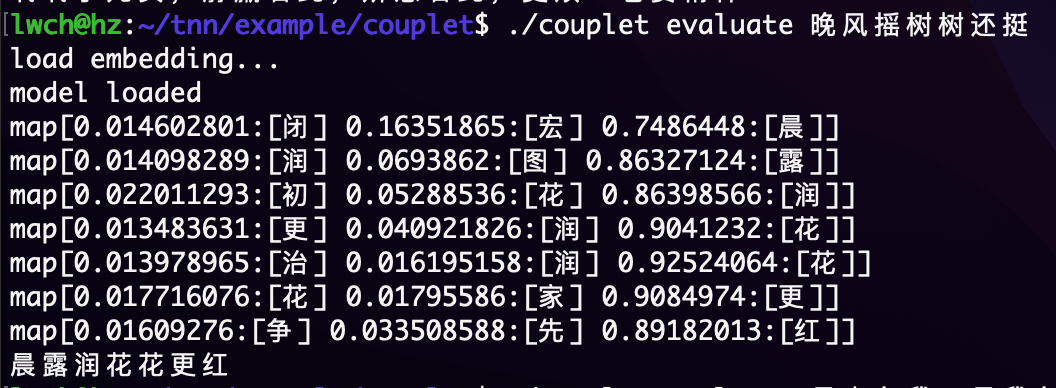 lwch@hz:~/tnn/example/couplet$ ./couplet evaluate 晚风摇树树还挺
load embedding...
model loaded
map[0.014602801:[闭] 0.16351865:[宏] 0.7486448:[晨]]
map[0.014098289:[润] 0.0693862:[图] 0.86327124:[露]]
map[0.022011293:[初] 0.05288536:[花] 0.86398566:[润]]
map[0.013483631:[更] 0.040921826:[润] 0.9041232:[花]]
map[0.013978965:[治] 0.016195158:[润] 0.92524064:[花]]
map[0.017716076:[花] 0.01795586:[家] 0.9084974:[更]]
map[0.01609276:[争] 0.033508588:[先] 0.89182013:[红]]
晨露润花花更红